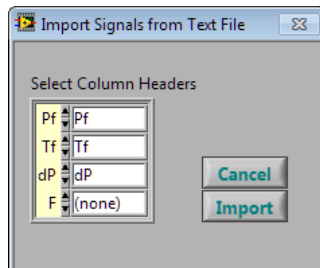 Import Signals from Text File
Select Column Headers
Pf Pf
Tf Tf
dP dP
F (none)
Cancel
Import